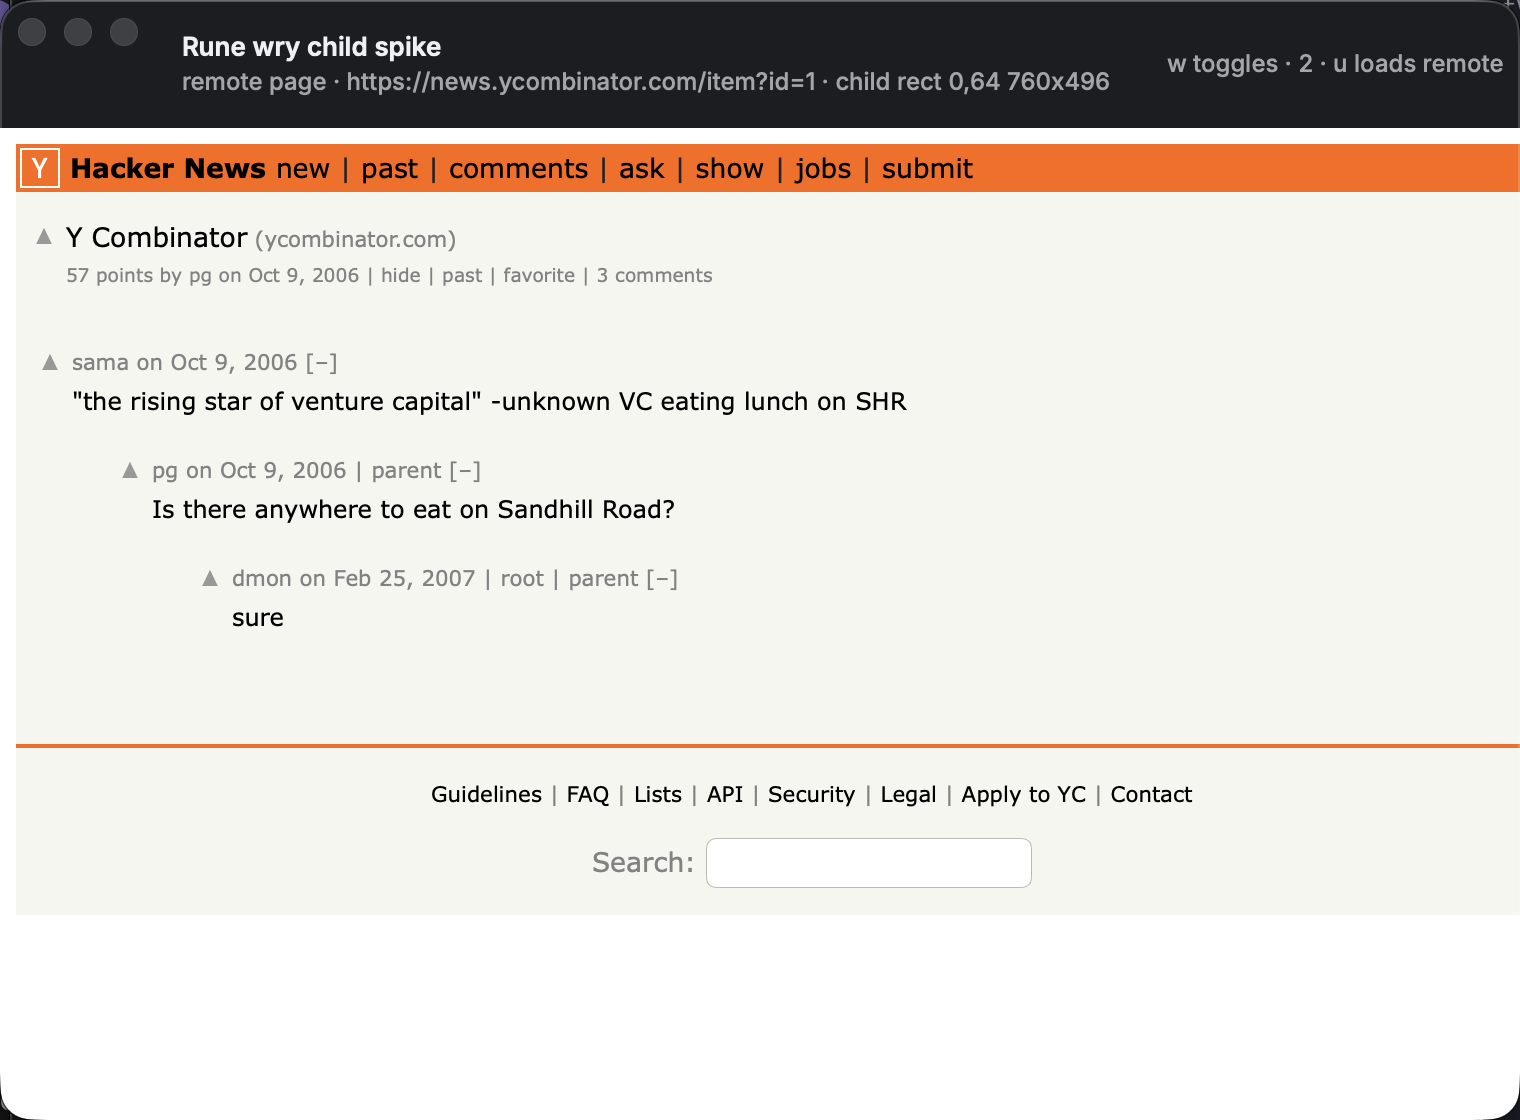 Rune wry child spike
remote page · https://news.ycombinator.com/item?id=1 · child rect 0,64 760x496
w toggles · 2 · u loads remote
Y Hacker News new | past | comments | ask | show | jobs | submit
▲ Y Combinator (ycombinator.com)
57 points by pg on Oct 9, 2006 | hide | past | favorite | 3 comments
▲ sama on Oct 9, 2006 [–]
"the rising star of venture capital" -unknown VC eating lunch on SHR
▲ pg on Oct 9, 2006 | parent [–]
Is there anywhere to eat on Sandhill Road?
▲ dmon on Feb 25, 2007 | root | parent [–]
sure
Guidelines | FAQ | Lists | API | Security | Legal | Apply to YC | Contact
Search: